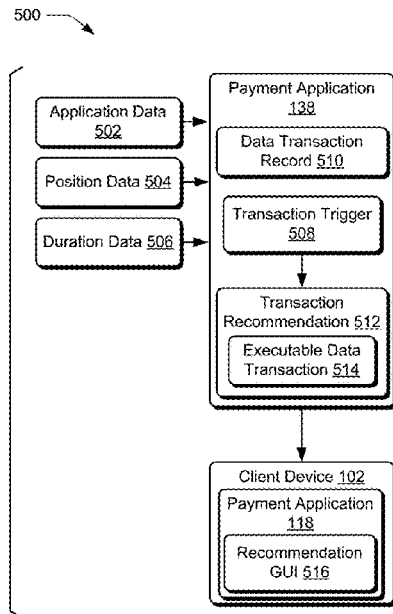 500
Application Data
502
Position Data 504
Duration Data 506
Payment Application
138
Data Transaction
Record 510
Transaction Trigger
508
Transaction
Recommendation 512
Executable Data
Transaction 514
Client Device 102
Payment Application
118
Recommendation
GUI 516